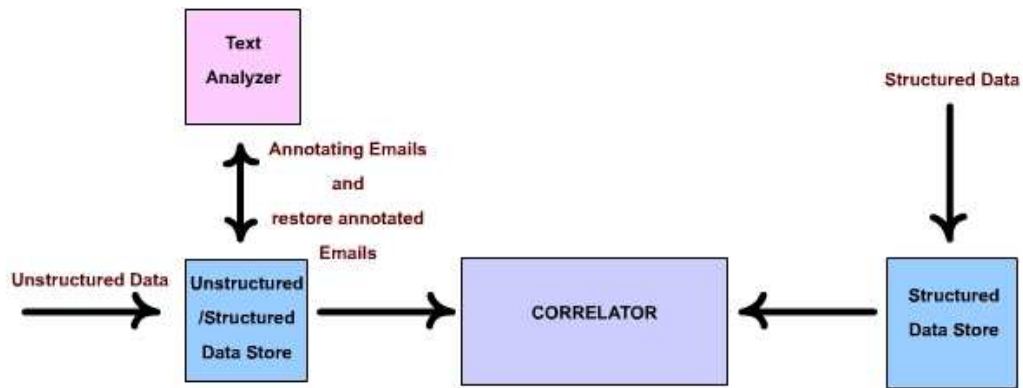 Text
Analyzer
Structured Data
Annotating Emails
and
restore annotated
Emails
Unstructured Data
Unstructured
/Structured
Data Store
CORRELATOR
Structured
Data Store